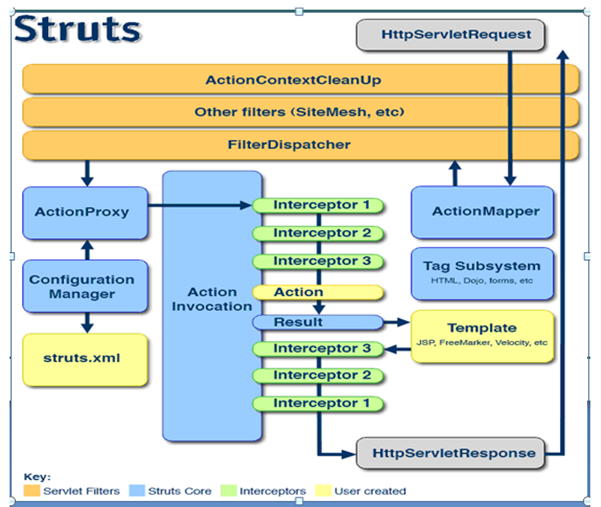 Struts
HttpServletRequest
ActionContextCleanUp
Other filters (SiteMesh, etc)
FilterDispatcher
ActionProxy
Interceptor 1
ActionMapper
Interceptor 2
Interceptor 3
Tag Subsystem
HTML, Dojo, forms, etc
Configuration
Manager
Action
Invocation
Action
Result
Template
JSP, FreeMarker, Velocity, etc
struts.xml
Interceptor 3
Interceptor 2
Interceptor 1
HttpServletResponse
Key:
Servlet Filters
Struts Core
Interceptors
User created